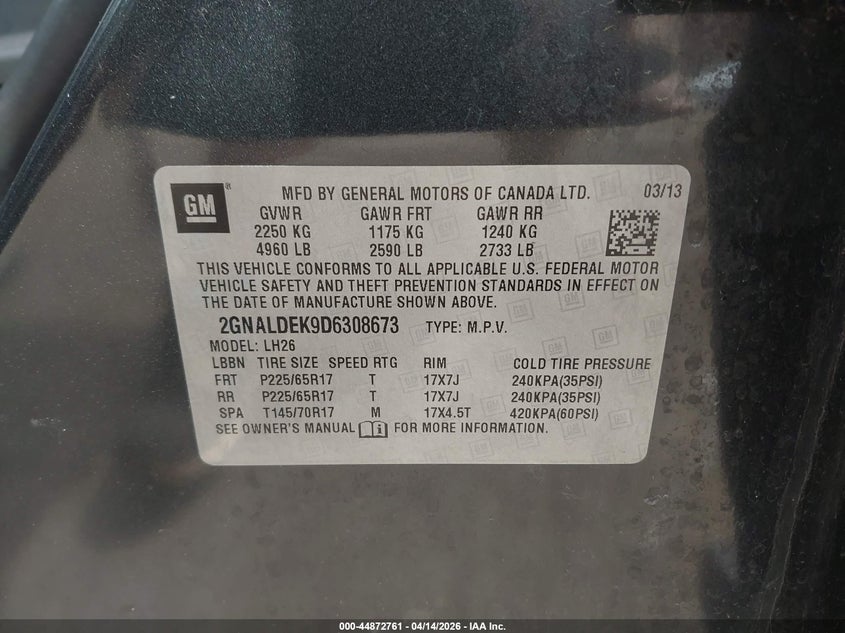 GM ® MFD BY GENERAL MOTORS OF CANADA LTD. 03/13
GVWR GAWR FRT GAWR RR
2250 KG 1175 KG 1240 KG
4960 LB 2590 LB 2733 LB
THIS VEHICLE CONFORMS TO ALL APPLICABLE U.S. FEDERAL MOTOR
VEHICLE SAFETY AND THEFT PREVENTION STANDARDS IN EFFECT ON
THE DATE OF MANUFACTURE SHOWN ABOVE.
2GNALDEK9D6308673 TYPE: M.P.V.
MODEL: LH26
LBBN TIRE SIZE SPEED RTG RIM COLD TIRE PRESSURE
FRT P225/65R17 T 17X7J 240KPA(35PSI)
RR P225/65R17 T 17X7J 240KPA(35PSI)
SPA T145/70R17 M 17X4.5T 420KPA(60PSI)
SEE OWNER'S MANUAL FOR MORE INFORMATION.
000-44872761 - 04/14/2026 - IAA Inc.